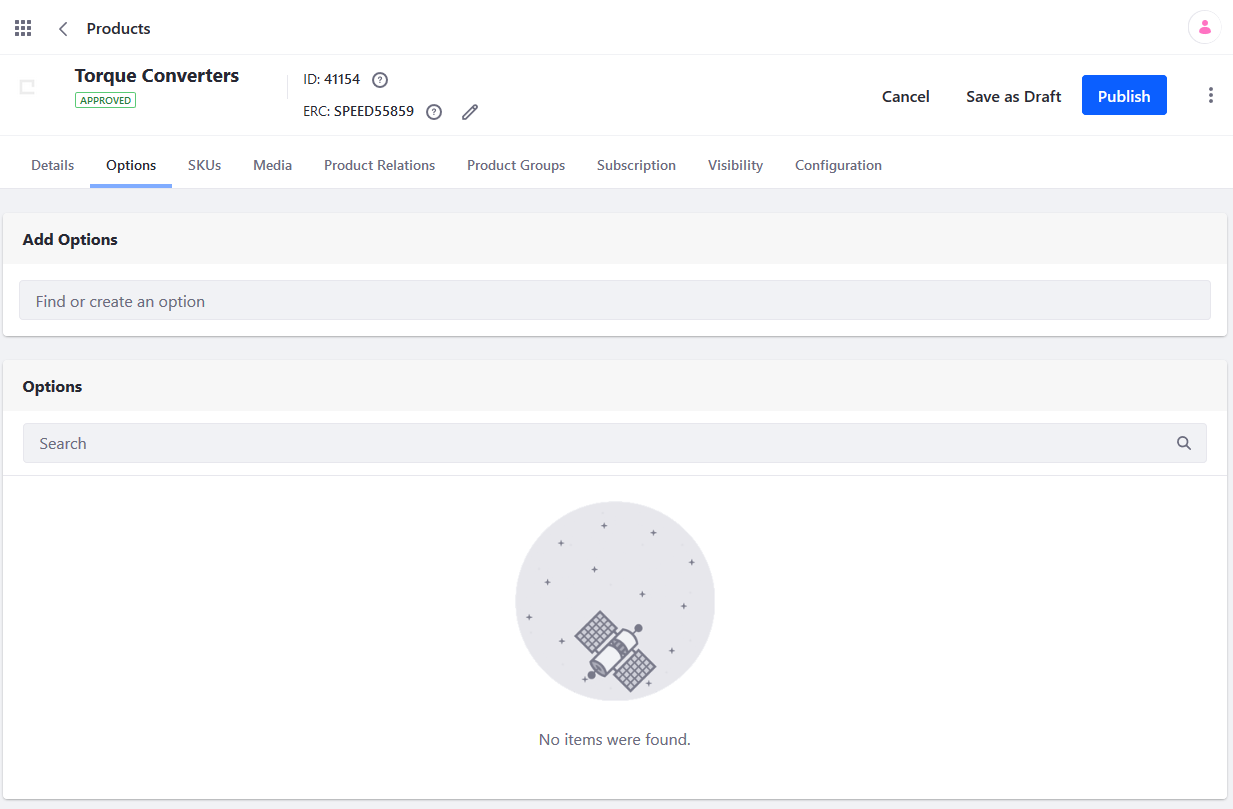 Products
Torque Converters
APPROVED
ID: 41154
ERC: SPEED55859
Cancel
Save as Draft
Publish
Details
Options
SKUs
Media
Product Relations
Product Groups
Subscription
Visibility
Configuration
Add Options
Find or create an option
Options
Search
No items were found.